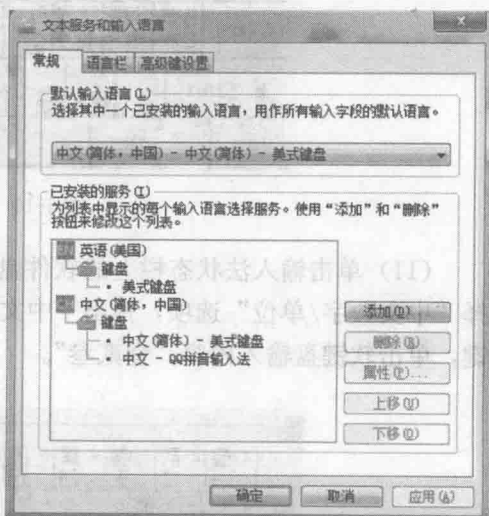 文本服务和输入语言
常规 语言栏 高级键设置
默认输入语言(L)
选择其中一个已安装的输入语言，用作所有输入字段的默认语言。
中文(简体，中国) - 中文(简体) - 美式键盘
已安装的服务(I)
为列表中显示的每个输入语言选择服务。使用“添加”和“删除”
按钮来修改这个列表。
英语(美国)
键盘
美式键盘
中文(简体，中国)
键盘
中文(简体) - 美式键盘
中文 - QQ拼音输入法
添加(D)...
删除(R)
属性(P)...
上移(U)
下移(O)
确定 取消 应用(A)